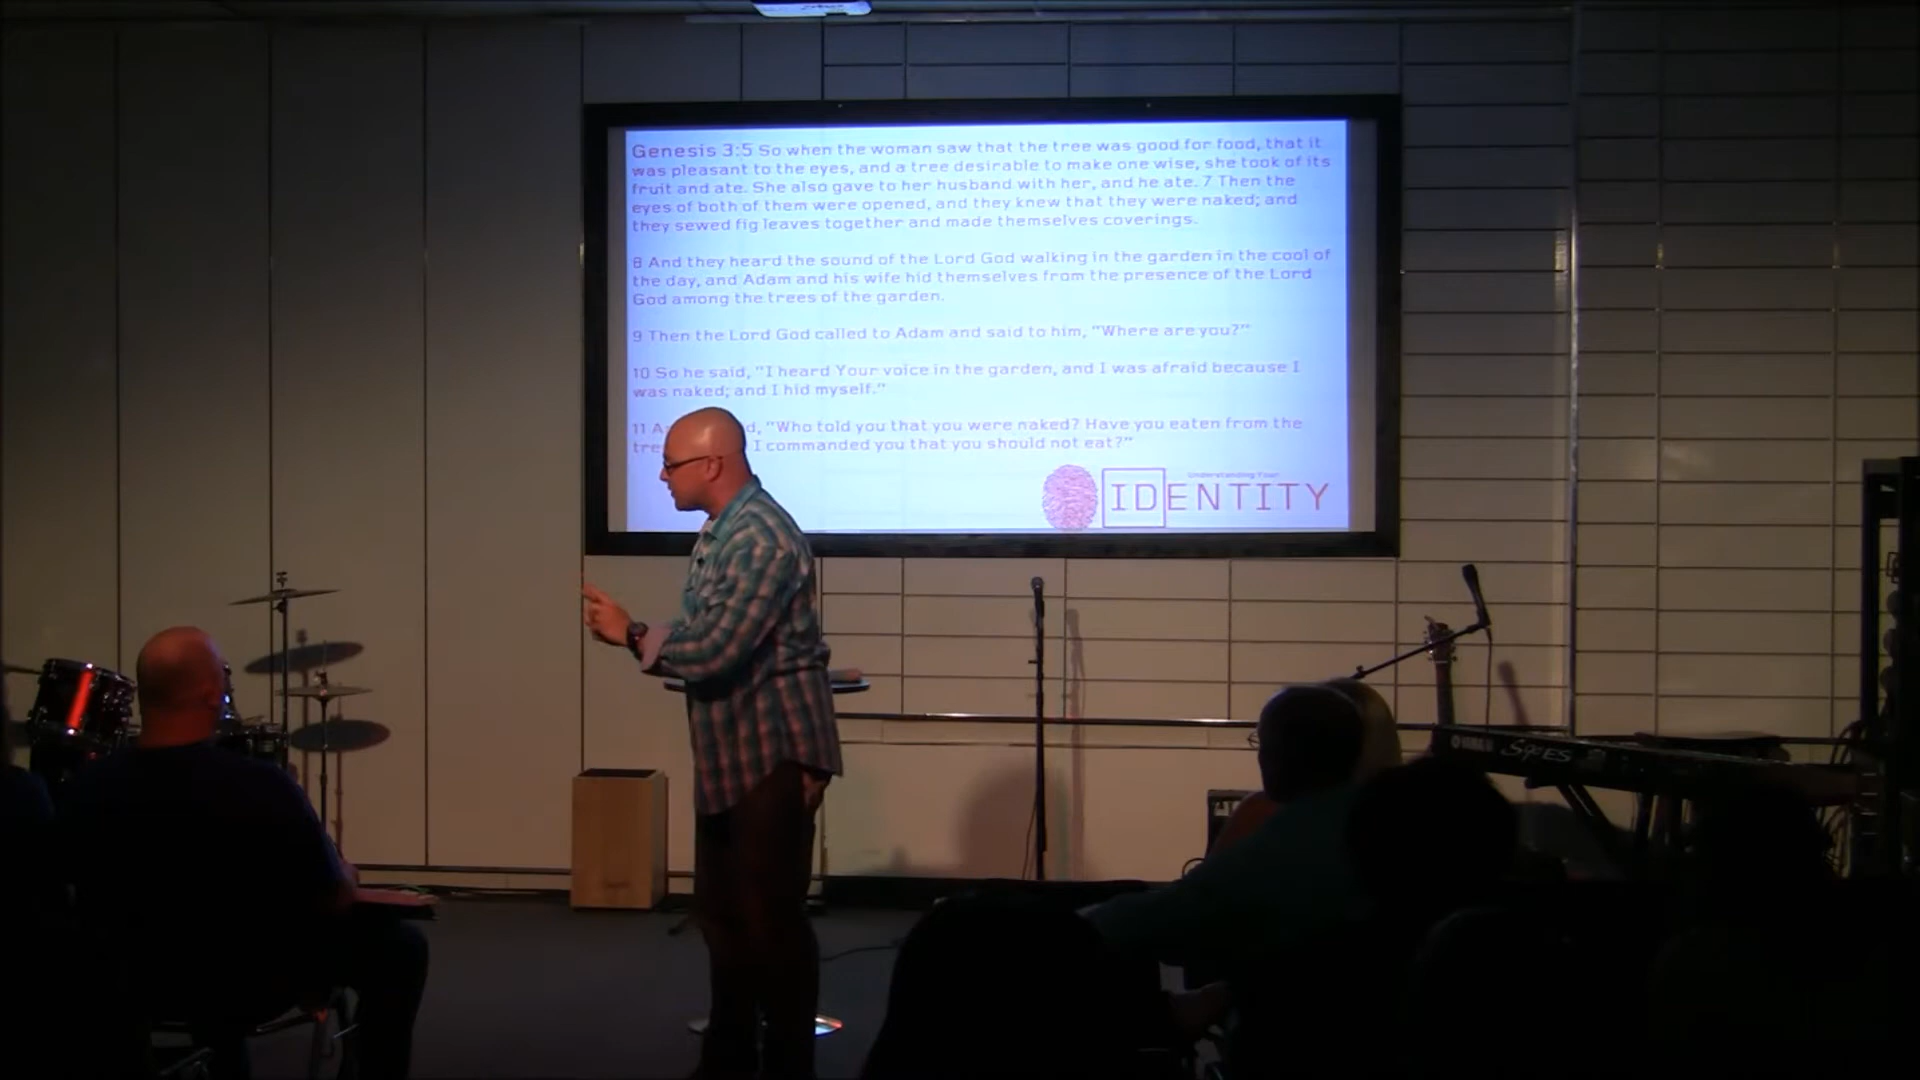 Genesis 3:5 So when the woman saw that the tree was good for food, that it
was pleasant to the eyes, and a tree desirable to make one wise, she took of its
fruit and ate. She also gave to her husband with her, and he ate. 7 Then the
eyes of both of them were opened, and they knew that they were naked; and
they sewed fig leaves together and made themselves coverings.
8 And they heard the sound of the Lord God walking in the garden in the cool of
the day, and Adam and his wife hid themselves from the presence of the Lord
God among the trees of the garden.
9 Then the Lord God called to Adam and said to him, “Where are you?”
10 So he said, “I heard Your voice in the garden, and I was afraid because I
was naked; and I hid myself.”
11 “Who told you that you were naked? Have you eaten from the
I commanded you that you should not eat?”
Understanding Your
IDENTITY
YAMAHA S90ES